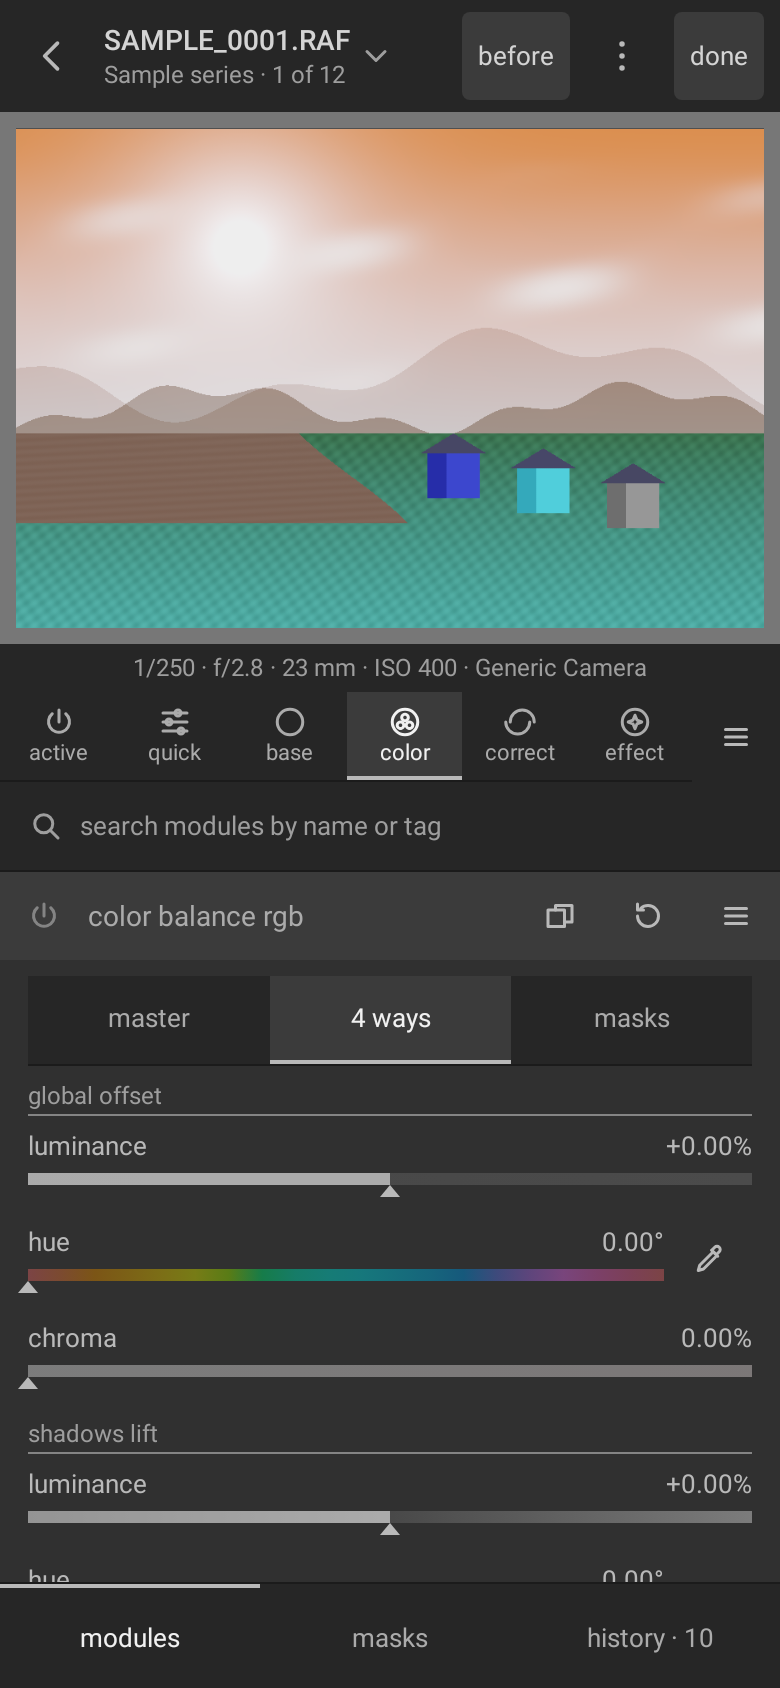 SAMPLE_0001.RAF
Sample series · 1 of 12
before
done
1/250 · f/2.8 · 23 mm · ISO 400 · Generic Camera
active
quick
base
color
correct
effect
search modules by name or tag
color balance rgb
master
4 ways
masks
global offset
luminance +0.00%
hue 0.00°
chroma 0.00%
shadows lift
luminance +0.00%
hue 0.00°
modules
masks
history · 10